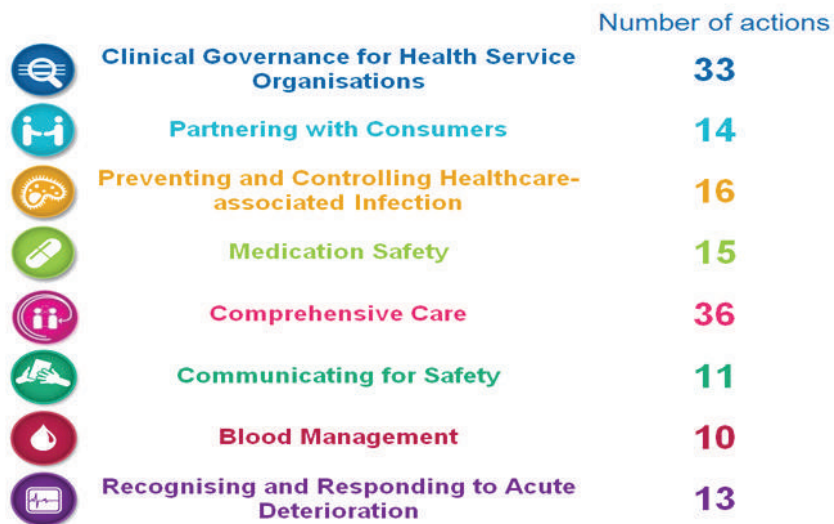 Number of actions
Clinical Governance for Health Service
Organisations
33
Partnering with Consumers
14
Preventing and Controlling Healthcare-
associated Infection
16
Medication Safety
15
Comprehensive Care
36
Communicating for Safety
11
Blood Management
10
Recognising and Responding to Acute
Deterioration
13